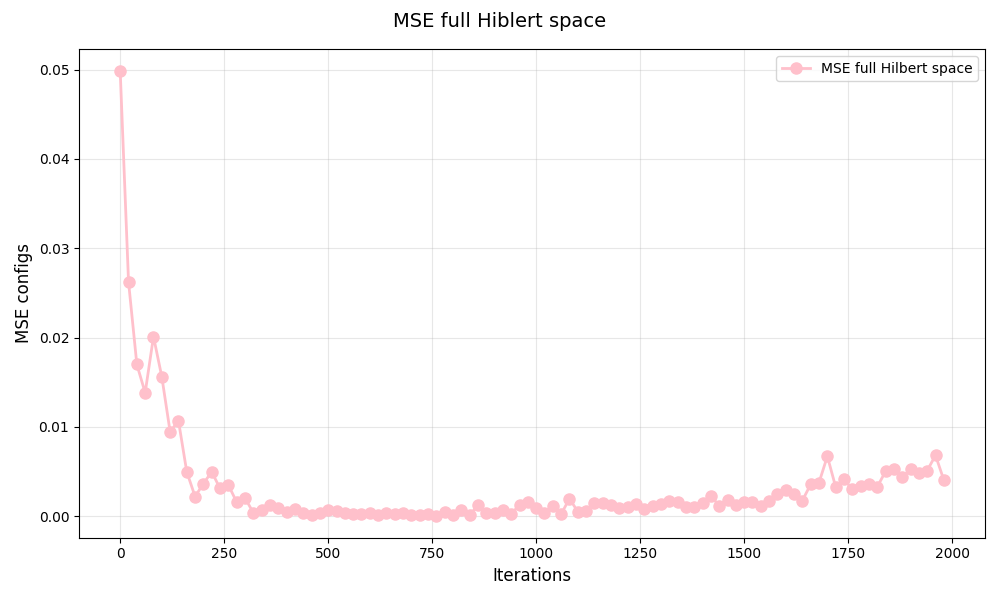 MSE full Hiblert space
MSE full Hilbert space
MSE configs
0.05
0.04
0.03
0.02
0.01
0.00
0 250 500 750 1000 1250 1500 1750 2000
Iterations